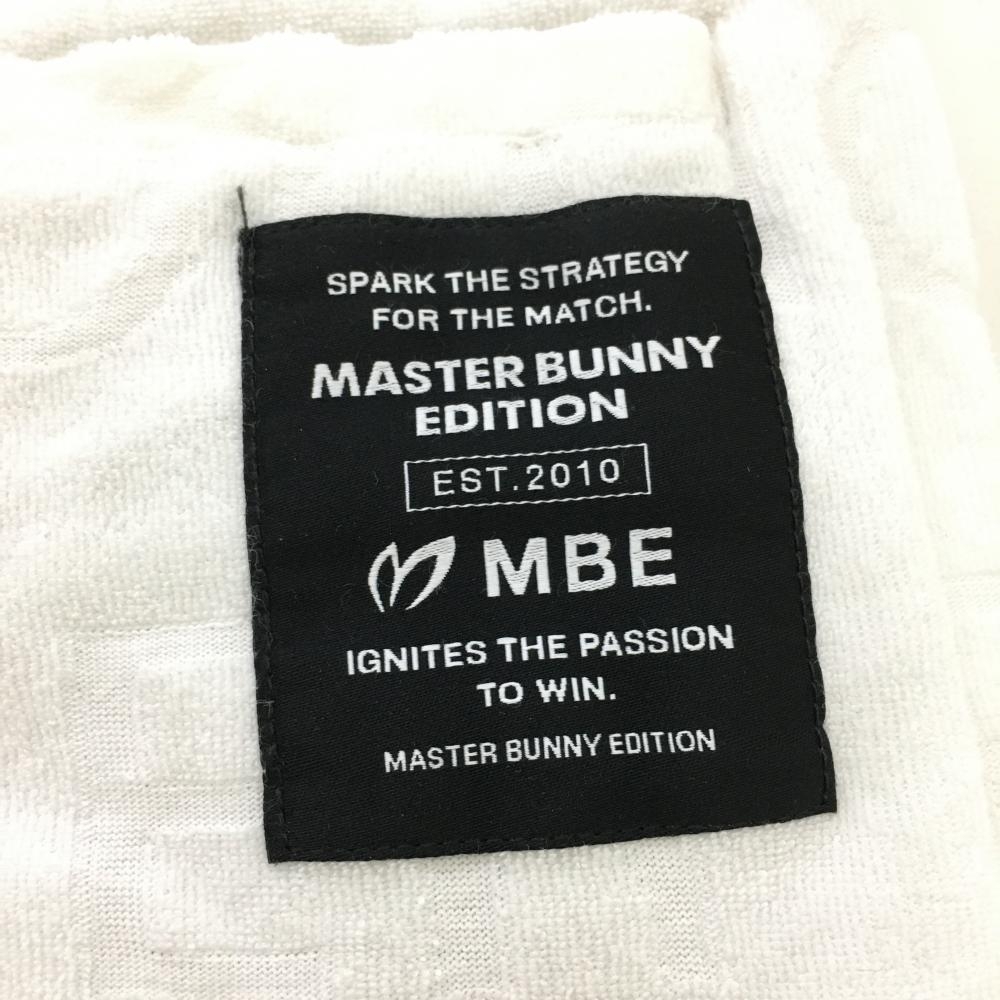 SPARK THE STRATEGY
FOR THE MATCH.
MASTER BUNNY
EDITION
EST.2010
MBE
IGNITES THE PASSION
TO WIN.
MASTER BUNNY EDITION